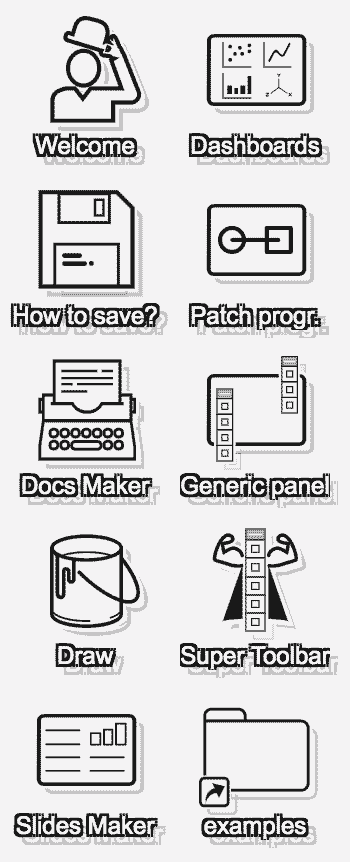 Welcome
Dashboards
How to save?
Patch progr.
Docs Maker
Generic panel
Draw
Super Toolbar
Slides Maker
examples